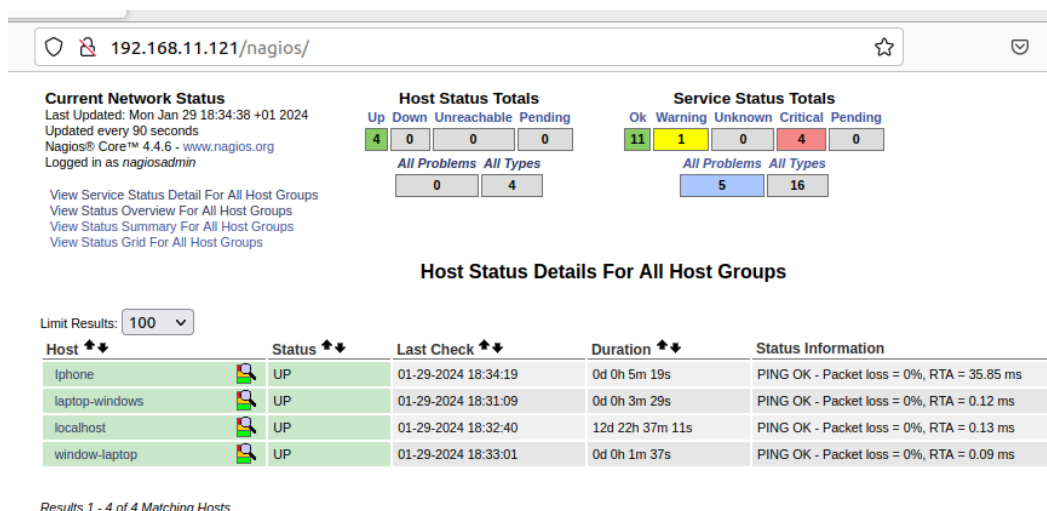 192.168.11.121/nagios/
Current Network Status
Last Updated: Mon Jan 29 18:34:38 +01 2024
Updated every 90 seconds
Nagios® Core™ 4.4.6 - www.nagios.org
Logged in as nagiosadmin
View Service Status Detail For All Host Groups
View Status Overview For All Host Groups
View Status Summary For All Host Groups
View Status Grid For All Host Groups
Host Status Totals
Up Down Unreachable Pending
4 0 0 0
All Problems All Types
0 4
Service Status Totals
Ok Warning Unknown Critical Pending
11 1 0 4 0
All Problems All Types
5 16
Host Status Details For All Host Groups
Limit Results: 100
Host Status Last Check Duration Status Information
Iphone UP 01-29-2024 18:34:19 0d 0h 5m 19s PING OK - Packet loss = 0%, RTA = 35.85 ms
laptop-windows UP 01-29-2024 18:31:09 0d 0h 3m 29s PING OK - Packet loss = 0%, RTA = 0.12 ms
localhost UP 01-29-2024 18:32:40 12d 22h 37m 11s PING OK - Packet loss = 0%, RTA = 0.13 ms
window-laptop UP 01-29-2024 18:33:01 0d 0h 1m 37s PING OK - Packet loss = 0%, RTA = 0.09 ms
Results 1 - 4 of 4 Matching Hosts